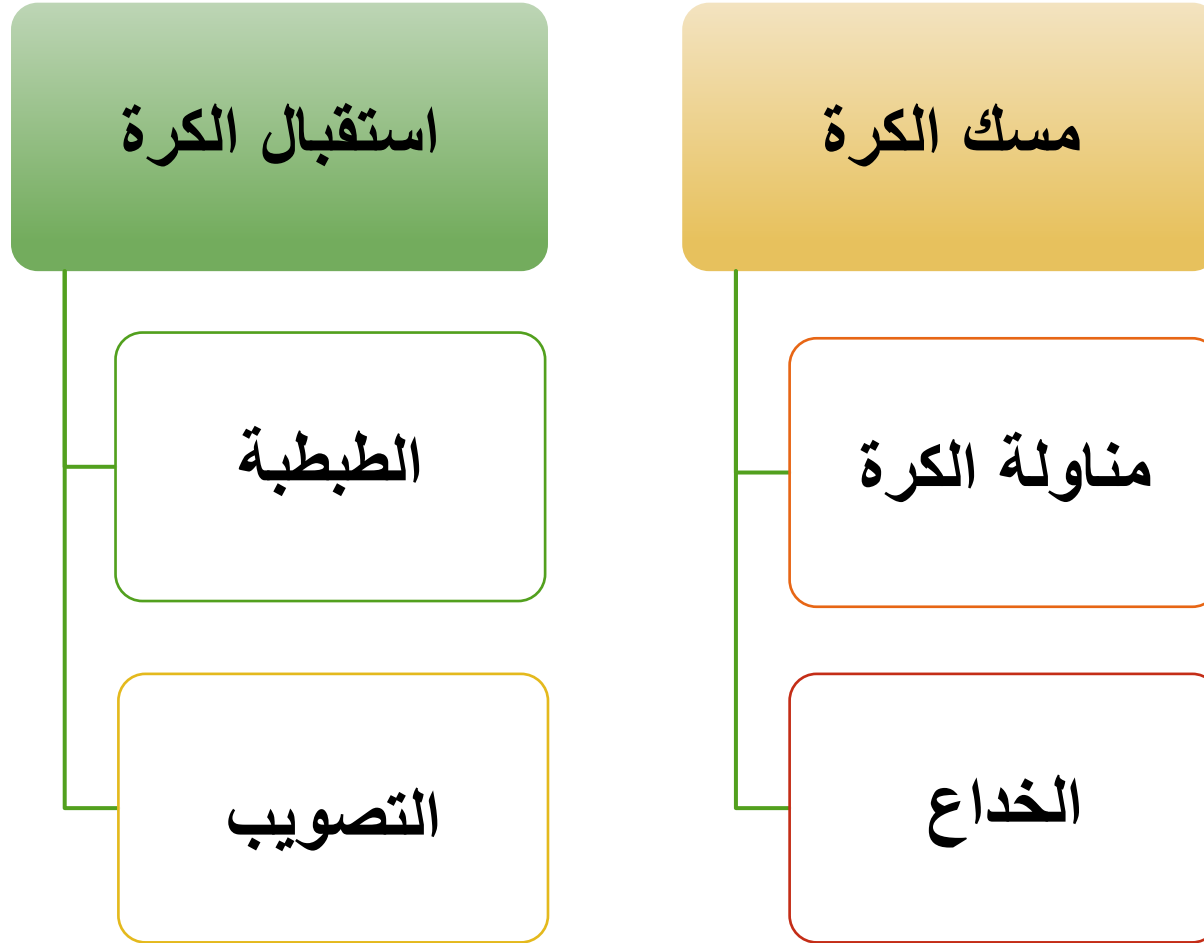 مسك الكرة
مناولة الكرة
الخداع
استقبال الكرة
الطبطبة
التصويب